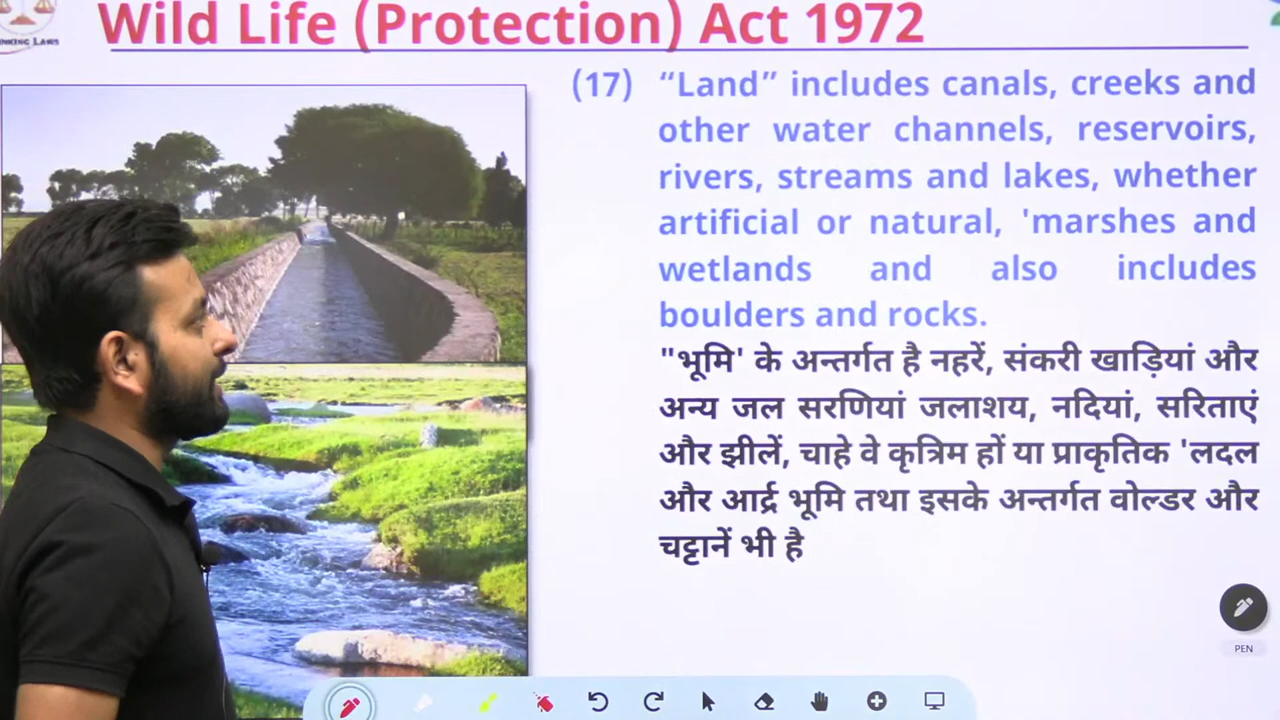 Wild Life (Protection) Act 1972
NKING LAWS
(17) “Land” includes canals, creeks and
other water channels, reservoirs,
rivers, streams and lakes, whether
artificial or natural, 'marshes and
wetlands and also includes
boulders and rocks.
"भूमि' के अन्तर्गत है नहरें, संकरी खाड़ियां और
अन्य जल सरणियां जलाशय, नदियां, सरिताएं
और झीलें, चाहे वे कृत्रिम हों या प्राकृतिक 'लदल
और आर्द्र भूमि तथा इसके अन्तर्गत वोल्डर और
चट्टानें भी है
PEN